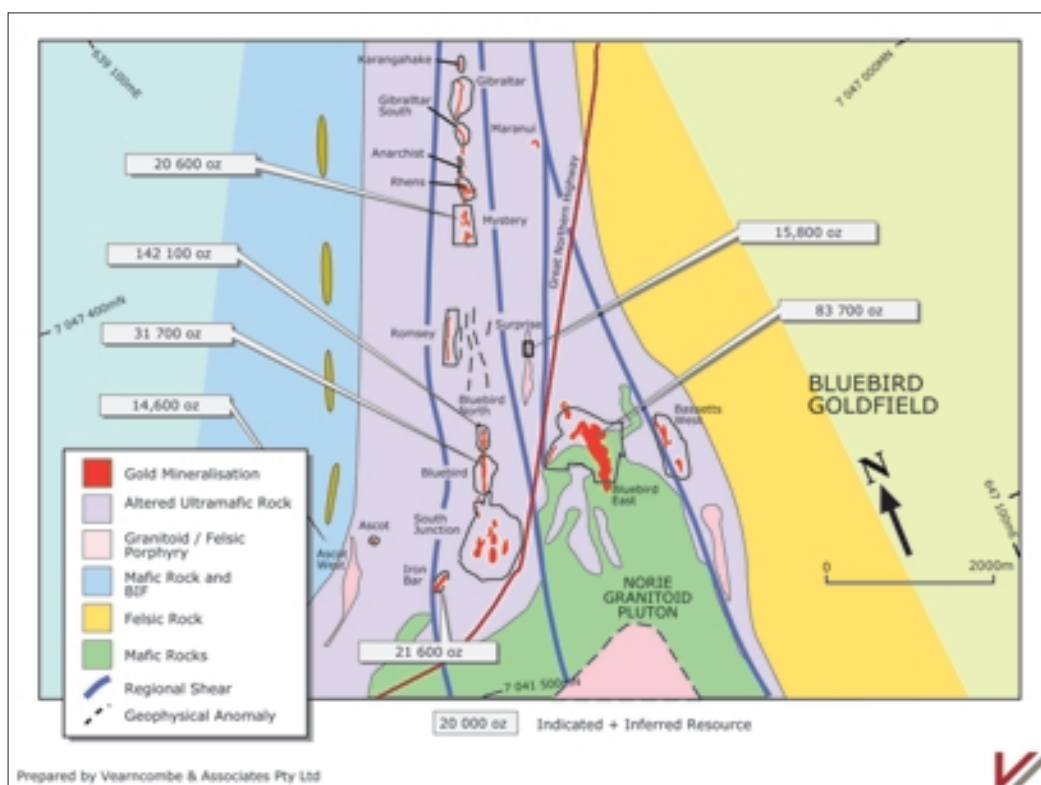 639 100mE
7 047 000MN
Karangahake
Gibraltar
Gibralltar
South
Maranui
Anarchist
Rhens
Mystery
Great Northern Highway
20 600 oz
142 100 oz
31 700 oz
14,600 oz
7 047 400mN
15,800 oz
83 700 oz
Romsey
Surprise
Bluebird
North
BLUEBIRD
GOLDFIELD
Bassetts
West
Bluebird
Bluebird
East
South
Junction
Ascot
Ascot
West
Iron
Bar
21 600 oz
NORIE
GRANITOID
PLUTON
N
647 100mE
0
2000m
7 041 500mN
Gold Mineralisation
Altered Ultramafic Rock
Granitoid / Felsic
Porphyry
Mafic Rock and
BIF
Felsic Rock
Mafic Rocks
Regional Shear
Geophysical Anomaly
20 000 oz
Indicated + Inferred Resource
Prepared by Vearncombe & Associates Pty Ltd